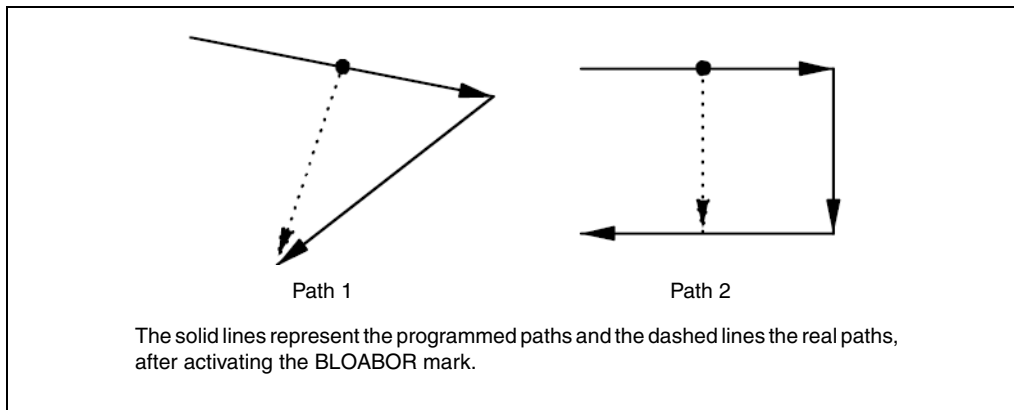 Path 1
Path 2
The solid lines represent the programmed paths and the dashed lines the real paths,
after activating the BLOABOR mark.